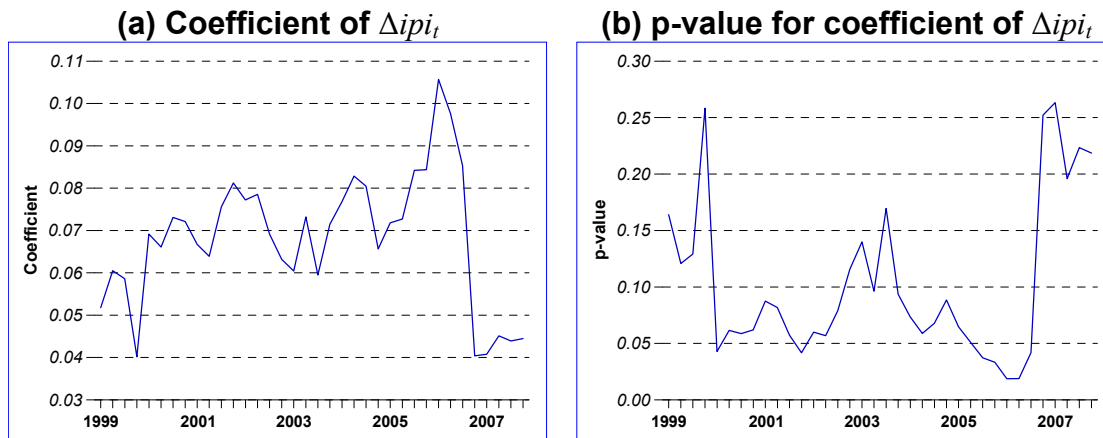 (a) Coefficient of Δipiₜ
0.11
0.10
0.09
0.08
0.07
0.06
0.05
0.04
0.03
Coefficient
1999 2001 2003 2005 2007
(b) p-value for coefficient of Δipiₜ
0.30
0.25
0.20
0.15
0.10
0.05
0.00
p-value
1999 2001 2003 2005 2007